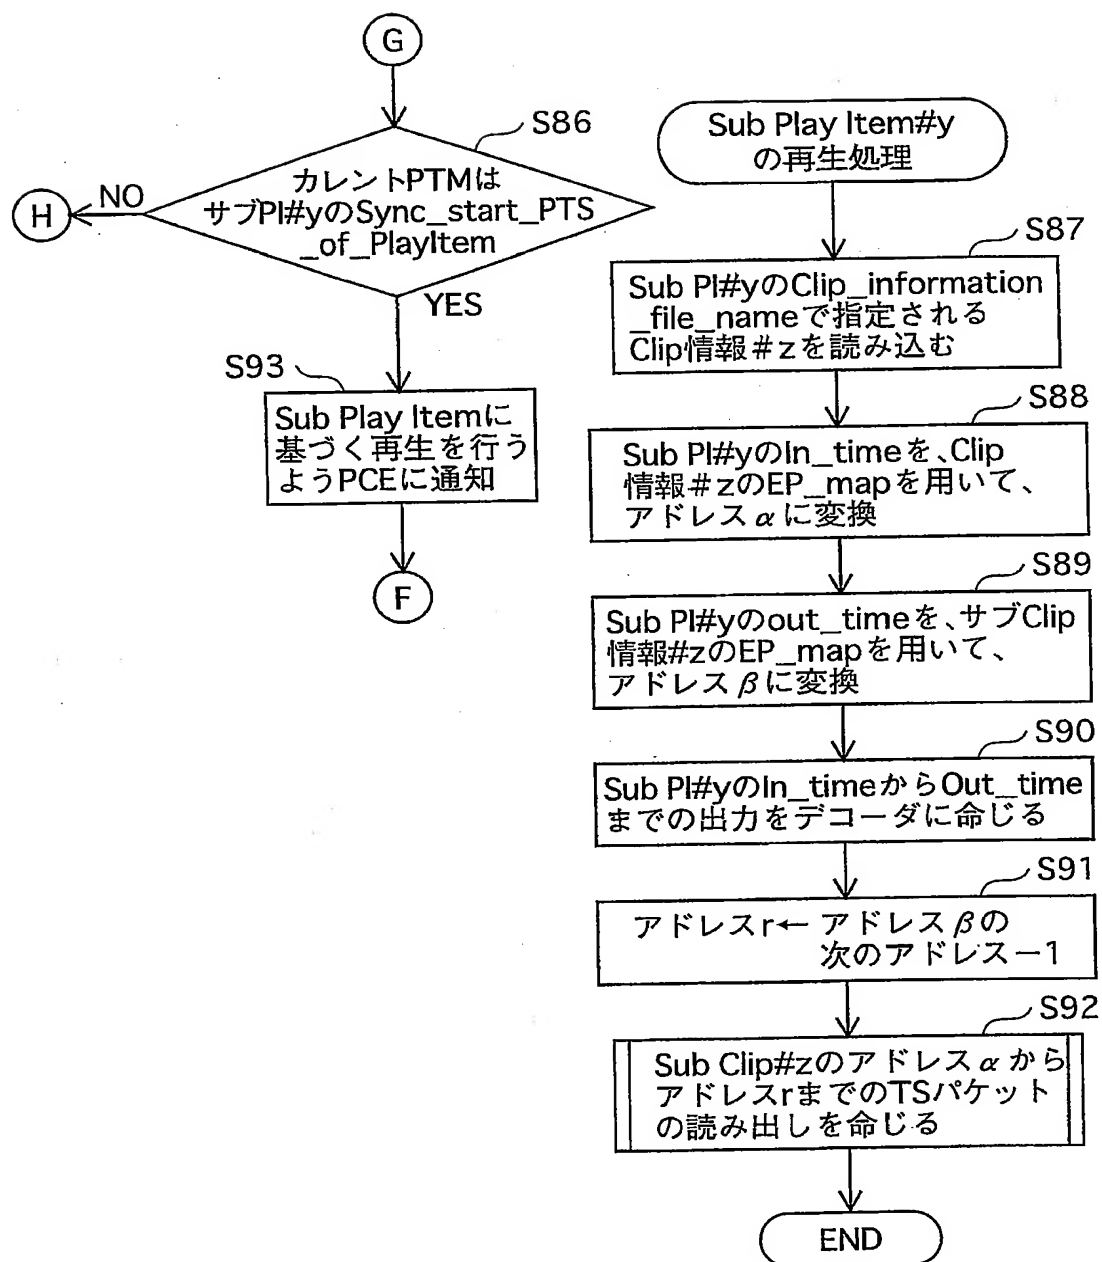 G
S86
カレントPTMは
サブPI#yのSync_start_PTS
_of_PlayItem
NO
H
YES
S93
Sub Play Itemに
基づく再生を行う
ようPCEに通知
F
Sub Play Item#y
の再生処理
S87
Sub PI#yのClip_information
_file_nameで指定される
Clip情報#zを読み込む
S88
Sub PI#yのIn_timeを、Clip
情報#zのEP_mapを用いて、
アドレスαに変換
S89
Sub PI#yのout_timeを、サブClip
情報#zのEP_mapを用いて、
アドレスβに変換
S90
Sub PI#yのIn_timeからOut_time
までの出力をデコーダに命じる
S91
アドレスr← アドレスβの
次のアドレスー1
S92
Sub Clip#zのアドレスαから
アドレスrまでのTSパケット
の読み出しを命じる
END